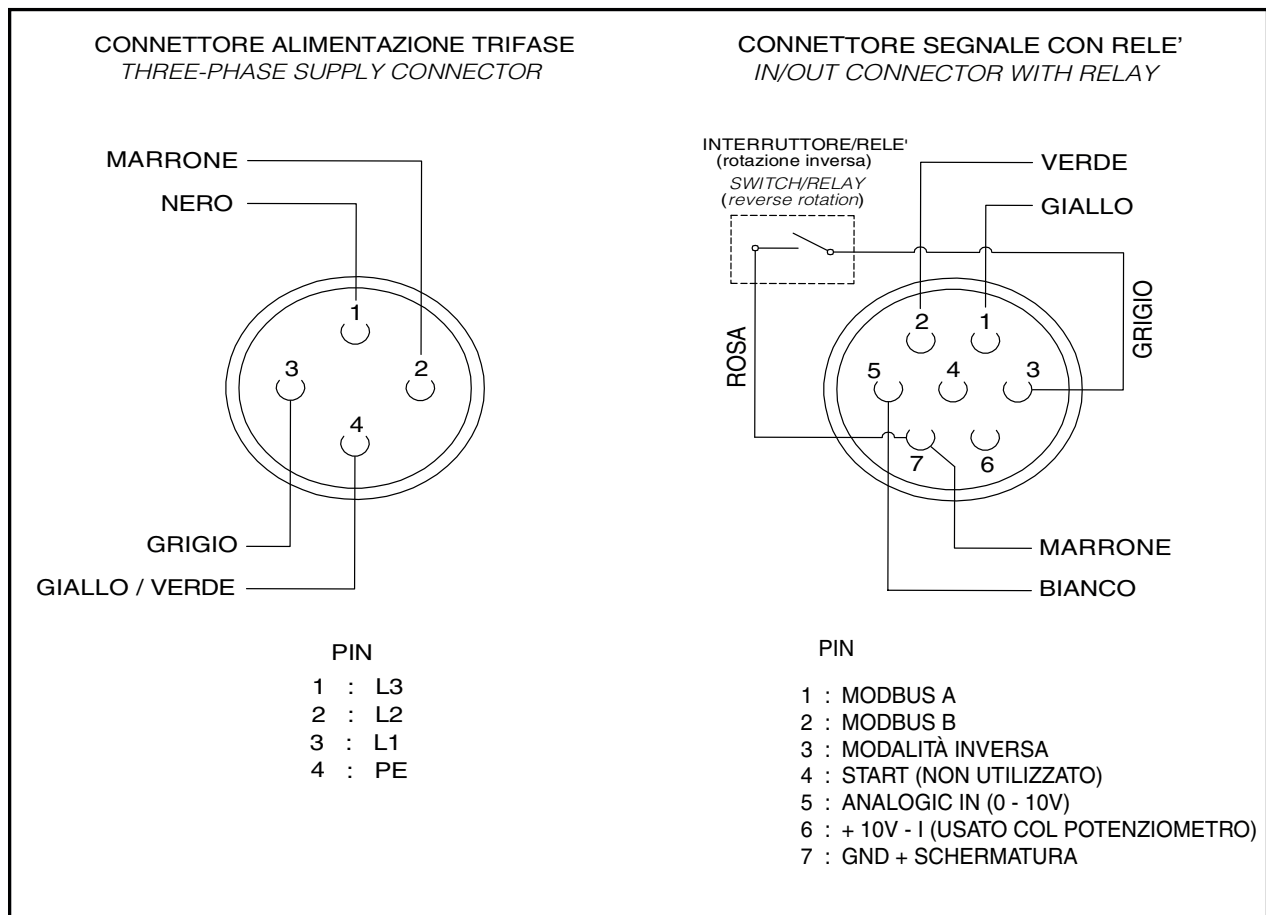 CONNETTORE ALIMENTAZIONE TRIFASE
THREE-PHASE SUPPLY CONNECTOR
MARRONE
NERO
1
3
2
4
GRIGIO
GIALLO / VERDE
PIN
1 : L3
2 : L2
3 : L1
4 : PE
CONNETTORE SEGNALE CON RELE'
IN/OUT CONNECTOR WITH RELAY
INTERRUTTORE/RELE'
(rotazione inversa)
SWITCH/RELAY
(reverse rotation)
VERDE
GIALLO
ROSA
GRIGIO
2
1
5
4
3
7
6
MARRONE
BIANCO
PIN
1 : MODBUS A
2 : MODBUS B
3 : MODALITÀ INVERSA
4 : START (NON UTILIZZATO)
5 : ANALOGIC IN (0 - 10V)
6 : + 10V - I (USATO COL POTENZIOMETRO)
7 : GND + SCHERMATURA